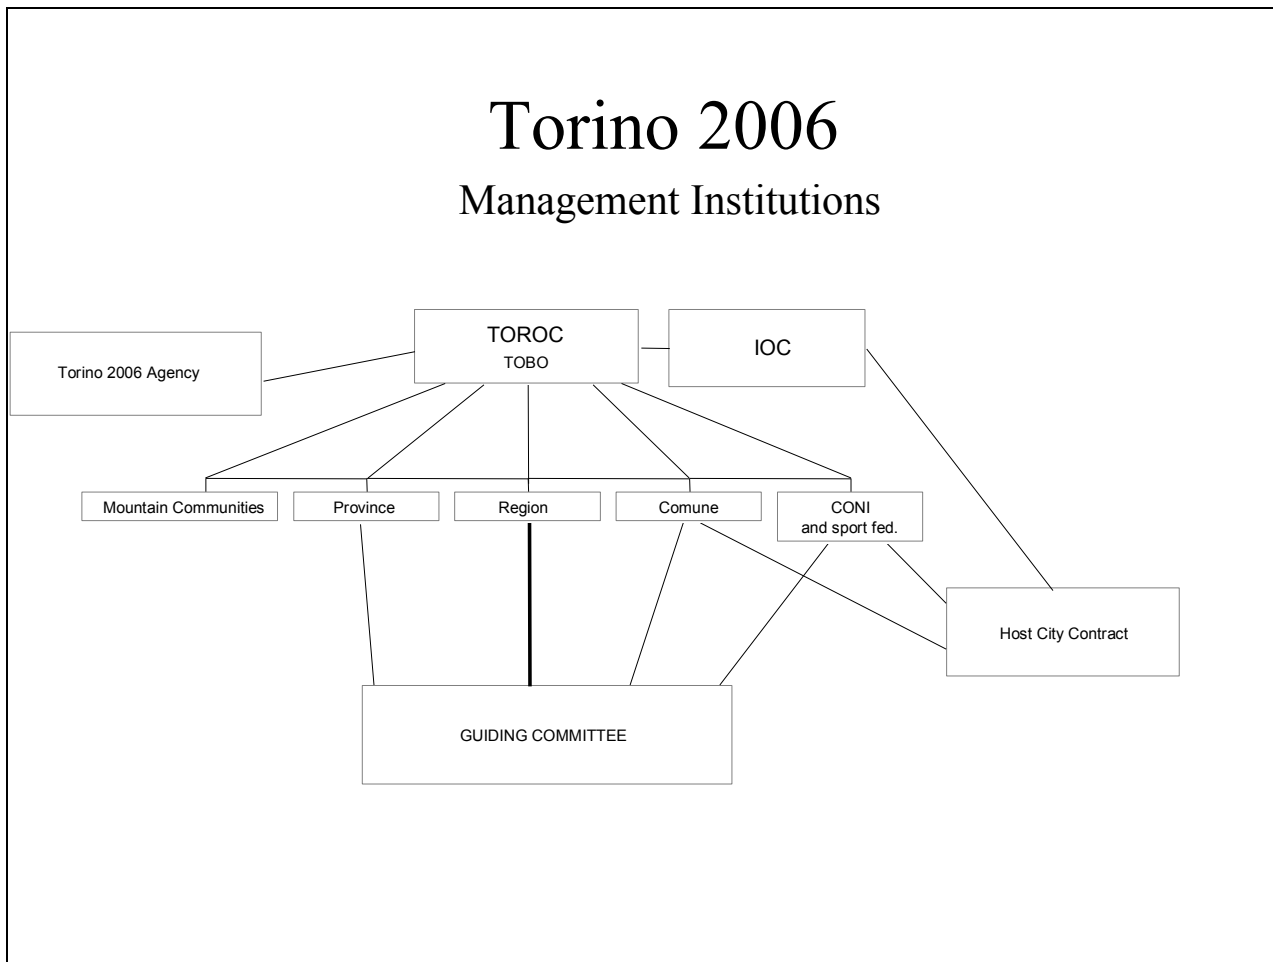 Torino 2006
Management Institutions
TOROC
TOBO
IOC
Torino 2006 Agency
Mountain Communities
Province
Region
Comune
CONI
and sport fed.
Host City Contract
GUIDING COMMITTEE